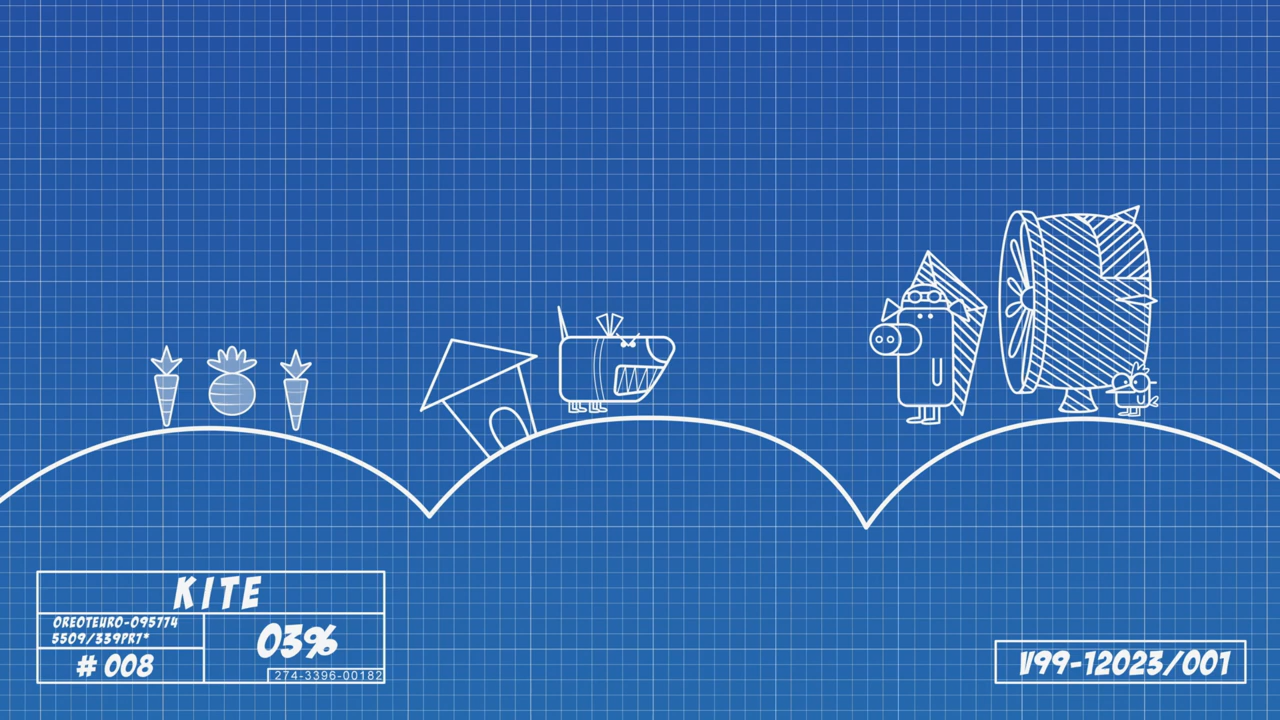 KITE
OREOTEURO-095774
5509/339PR7*
# 008
03%
274-3396-00182
V99-12023/001